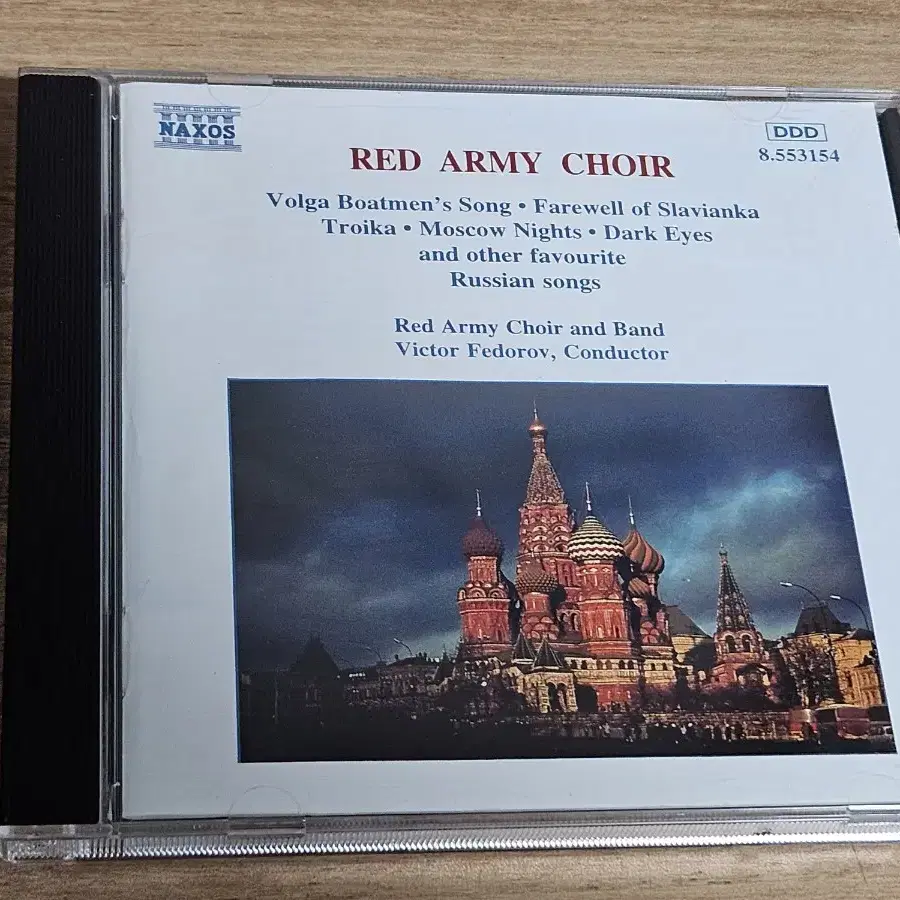 NAXOS
DDD
8.553154
RED ARMY CHOIR
Volga Boatmen's Song • Farewell of Slavianka
Troika • Moscow Nights • Dark Eyes
and other favourite
Russian songs
Red Army Choir and Band
Victor Fedorov, Conductor